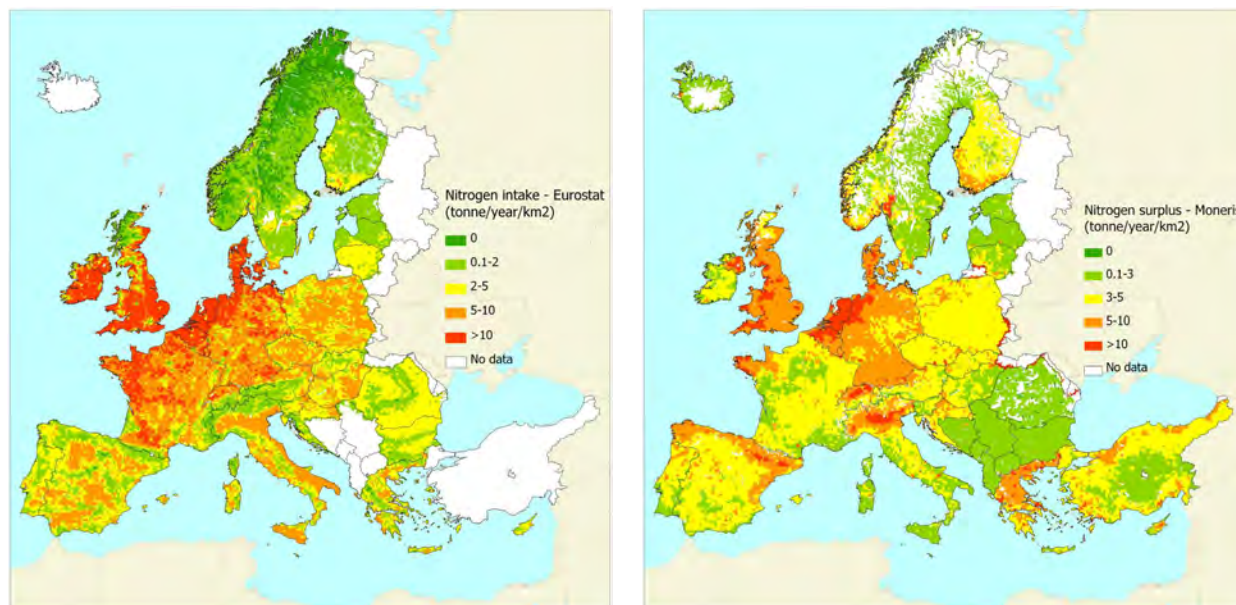 Nitrogen intake - Eurostat
(tonne/year/km2)
0
0.1-2
2-5
5-10
>10
No data
Nitrogen surplus - Moneris
(tonne/year/km2)
0
0.1-3
3-5
5-10
>10
No data